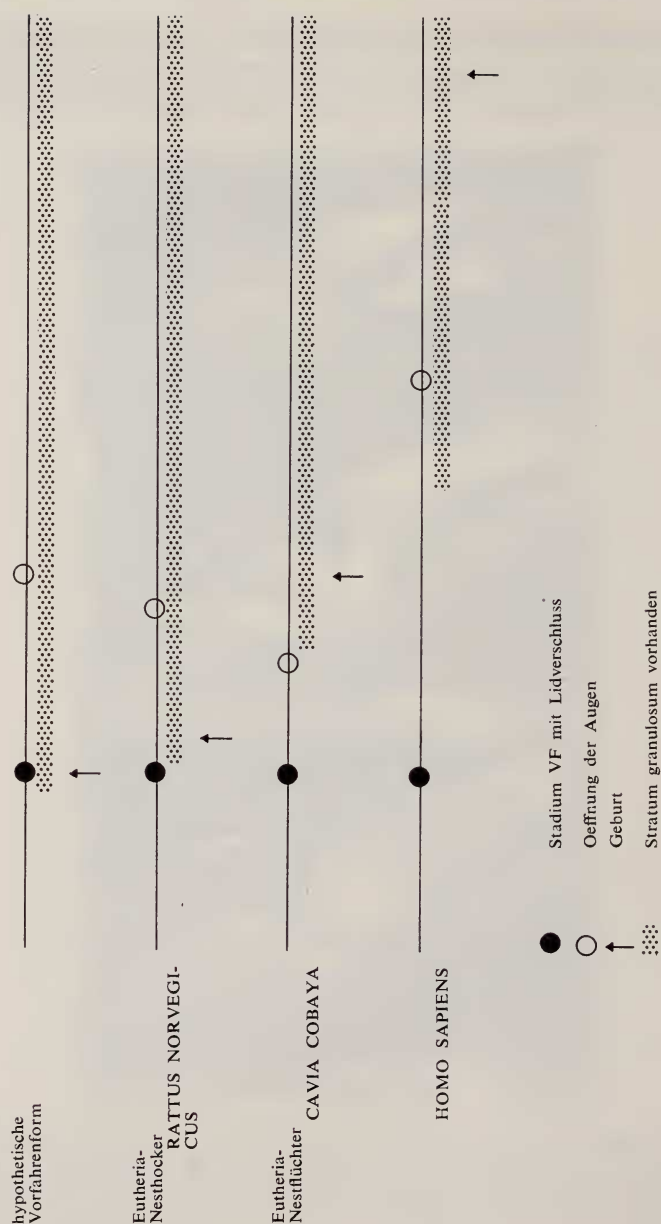 hypothetische
Vorfahrenform
Eutheria-
Nesthocker
RATTUS NORVEGI-
CUS
Eutheria-
Nestflüchter
CAVIA COBAYA
HOMO SAPIENS
Stadium VF mit Lidverschluss
Oeffnung der Augen
Geburt
Stratum granulosum vorhanden